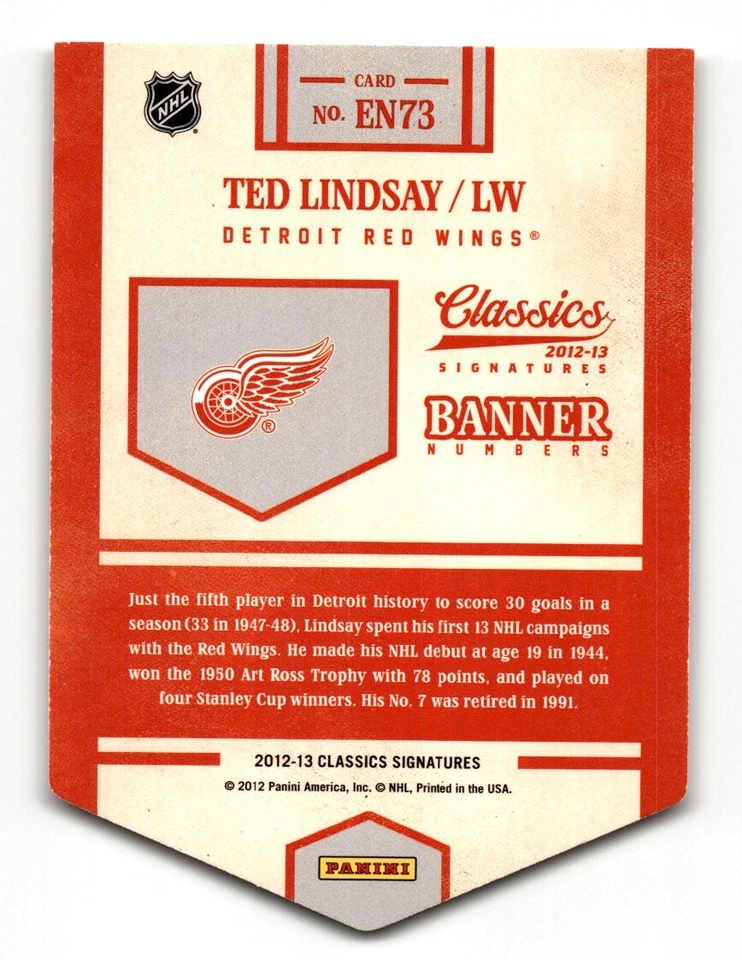 NHL
CARD
NO. EN73
TED LINDSAY / LW
DETROIT RED WINGS®
Classics
2012-13
SIGNATURES
BANNER
NUMBERS
®
Just the fifth player in Detroit history to score 30 goals in a
season (33 in 1947-48), Lindsay spent his first 13 NHL campaigns
with the Red Wings. He made his NHL debut at age 19 in 1944,
won the 1950 Art Ross Trophy with 78 points, and played on
four Stanley Cup winners. His No. 7 was retired in 1991.
2012-13 CLASSICS SIGNATURES
© 2012 Panini America, Inc. © NHL, Printed in the USA.
PANINI